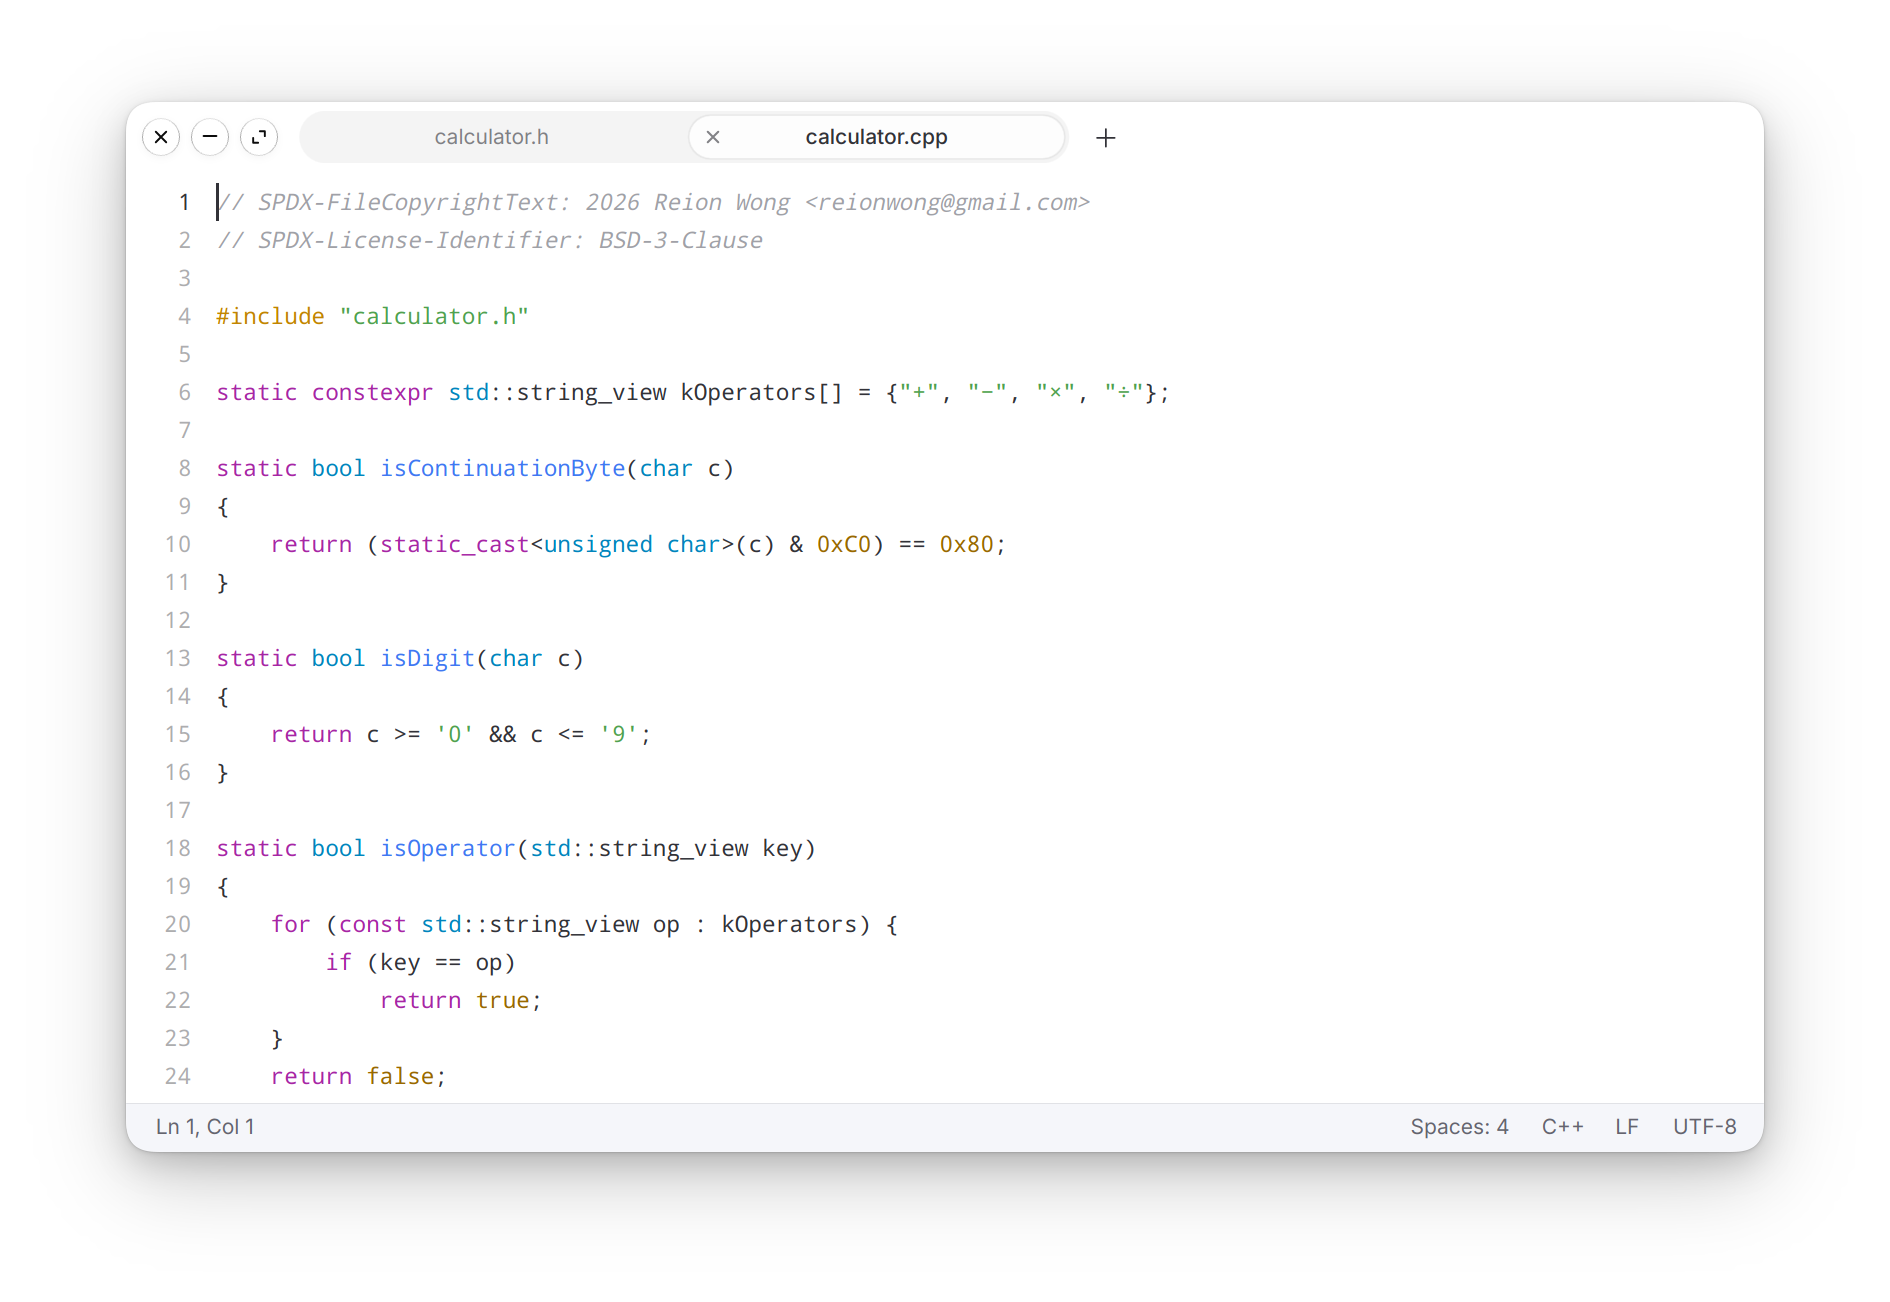 calculator.h
calculator.cpp
1 // SPDX-FileCopyrightText: 2026 Reion Wong <reionwong@gmail.com>
2 // SPDX-License-Identifier: BSD-3-Clause
3
4 #include "calculator.h"
5
6 static constexpr std::string_view kOperators[] = {"+", "−", "×", "÷"};
7
8 static bool isContinuationByte(char c)
9 {
10     return (static_cast<unsigned char>(c) & 0xC0) == 0x80;
11 }
12
13 static bool isDigit(char c)
14 {
15     return c >= '0' && c <= '9';
16 }
17
18 static bool isOperator(std::string_view key)
19 {
20     for (const std::string_view op : kOperators) {
21         if (key == op)
22             return true;
23     }
24     return false;
Ln 1, Col 1
Spaces: 4 C++ LF UTF-8